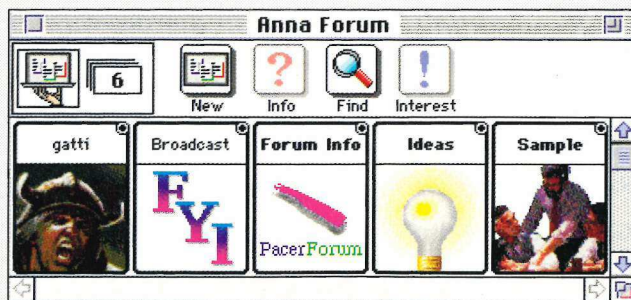 Anna Forum
6
New Info Find Interest
gatti Broadcast Forum Info Ideas Sample
FYI
PacerForum